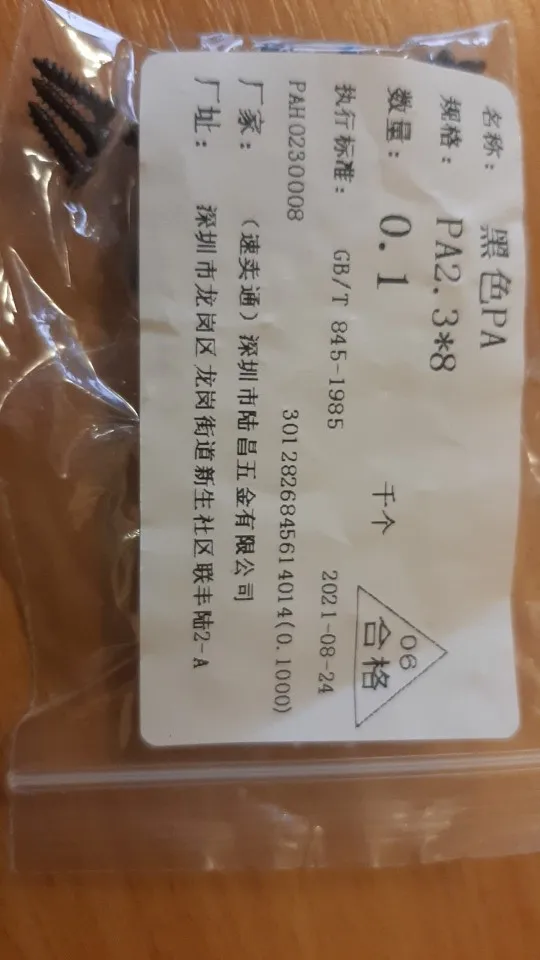 名称： 黑色PA
规格： PA2.3*8
数量： 0.1 千个
06
合格
执行标准： GB/T 845-1985 2021-08-24
PAH0230008 3012826845614014(0.1000)
厂家： （速卖通）深圳市陆昌五金有限公司
厂址： 深圳市龙岗区龙岗街道新生社区联丰陆2-A